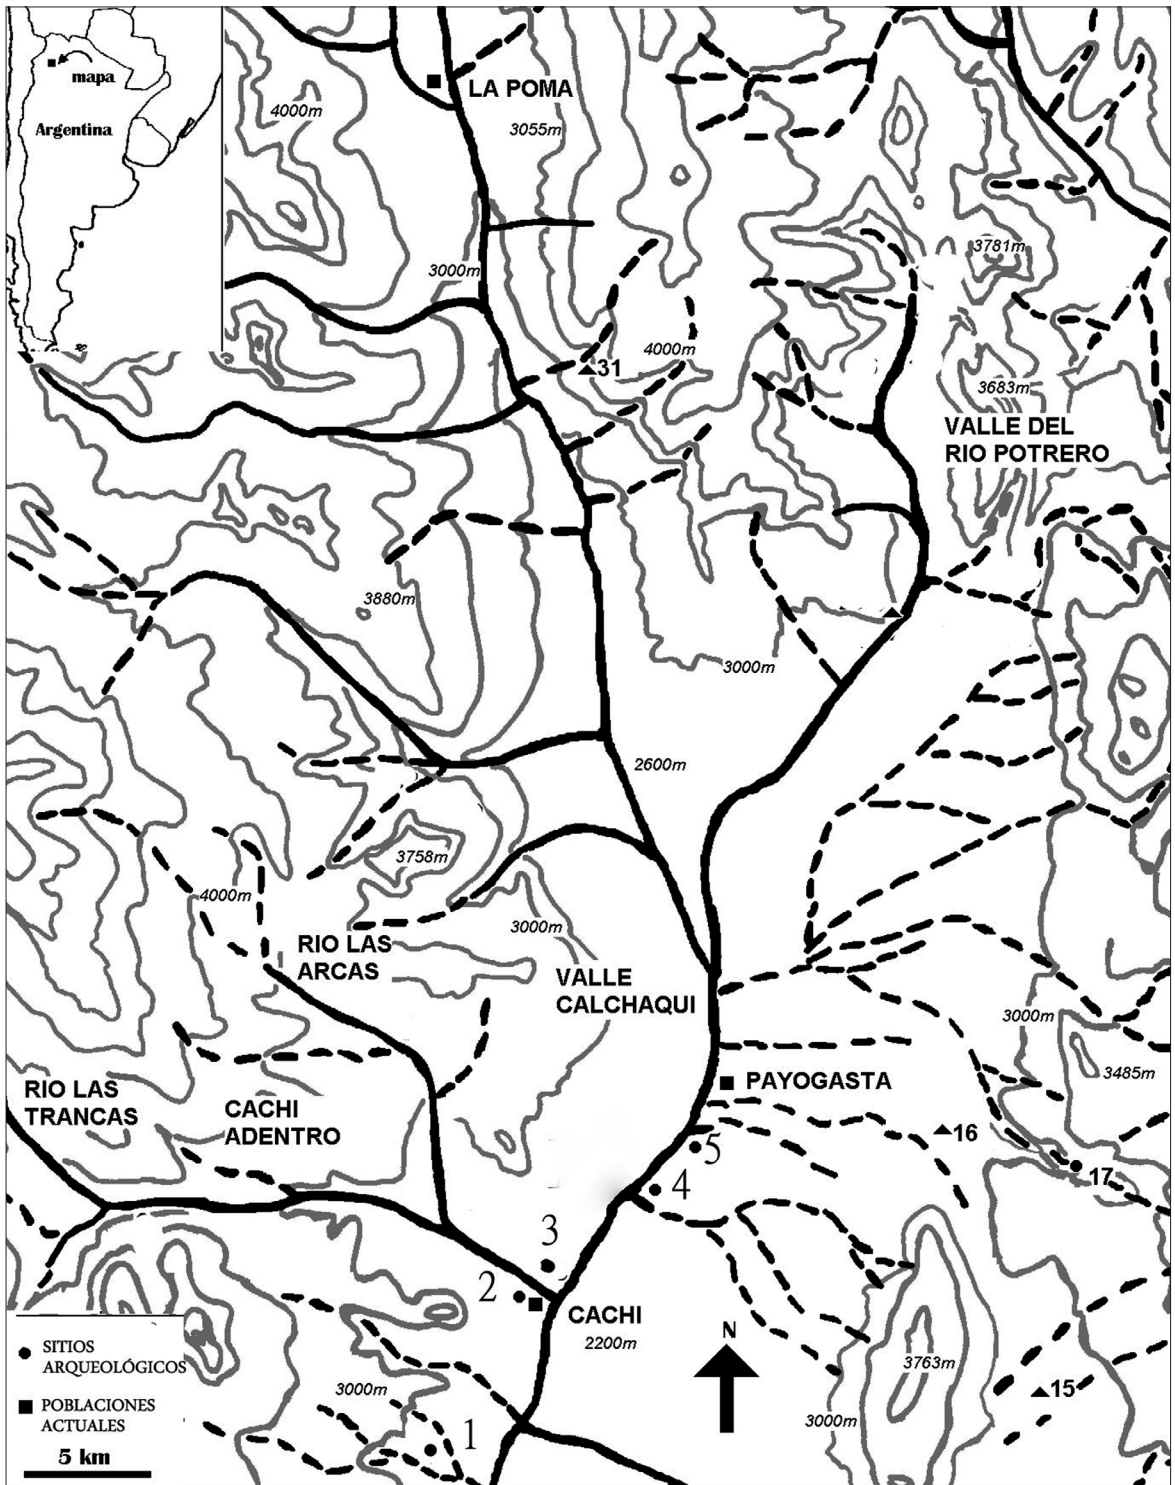 mapa
Argentina
4000m
LA POMA
3055m
3781m
3000m
4000m
31
3683m
VALLE DEL
RIO POTRERO
3880m
3000m
2600m
3758m
4000m
3000m
RIO LAS
ARCAS
VALLE
CALCHAQUI
3000m
3485m
RIO LAS
TRANCAS
CACHI
ADENTRO
PAYOGASTA
16
5
17
4
3
2
CACHI
2200m
N
SITIOS
ARQUEOLÓGICOS
POBLACIONES
ACTUALES
5 km
3000m
1
3763m
3000m
15